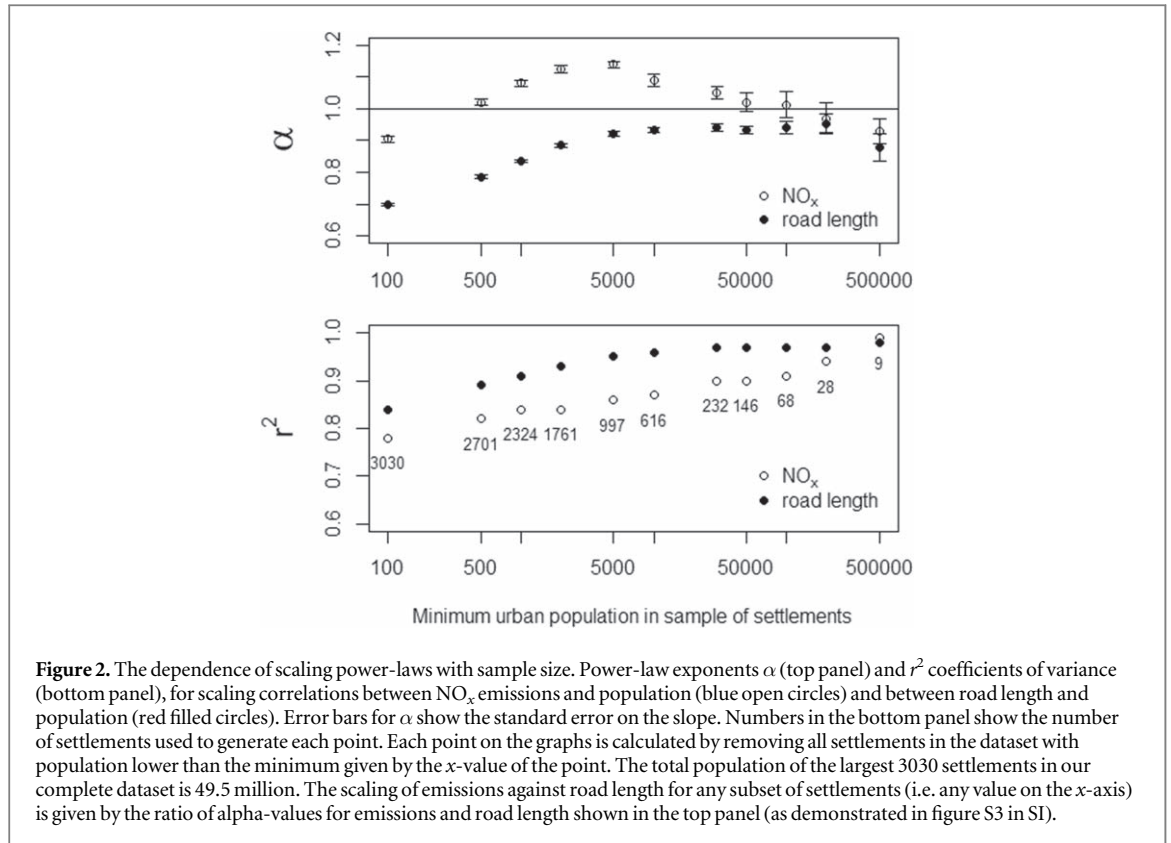 α
0.6 0.8 1.0 1.2
NOₓ
road length
100 500 5000 50000 500000
r²
0.6 0.7 0.8 0.9 1.0
3030 2701 2324 1761 997 616 232 146 68 28 9
NOₓ
road length
100 500 5000 50000 500000
Minimum urban population in sample of settlements
Figure 2. The dependence of scaling power-laws with sample size. Power-law exponents α (top panel) and r² coefficients of variance
(bottom panel), for scaling correlations between NOₓ emissions and population (blue open circles) and between road length and
population (red filled circles). Error bars for α show the standard error on the slope. Numbers in the bottom panel show the number
of settlements used to generate each point. Each point on the graphs is calculated by removing all settlements in the dataset with
population lower than the minimum given by the x-value of the point. The total population of the largest 3030 settlements in our
complete dataset is 49.5 million. The scaling of emissions against road length for any subset of settlements (i.e. any value on the x-axis)
is given by the ratio of alpha-values for emissions and road length shown in the top panel (as demonstrated in figure S3 in SI).